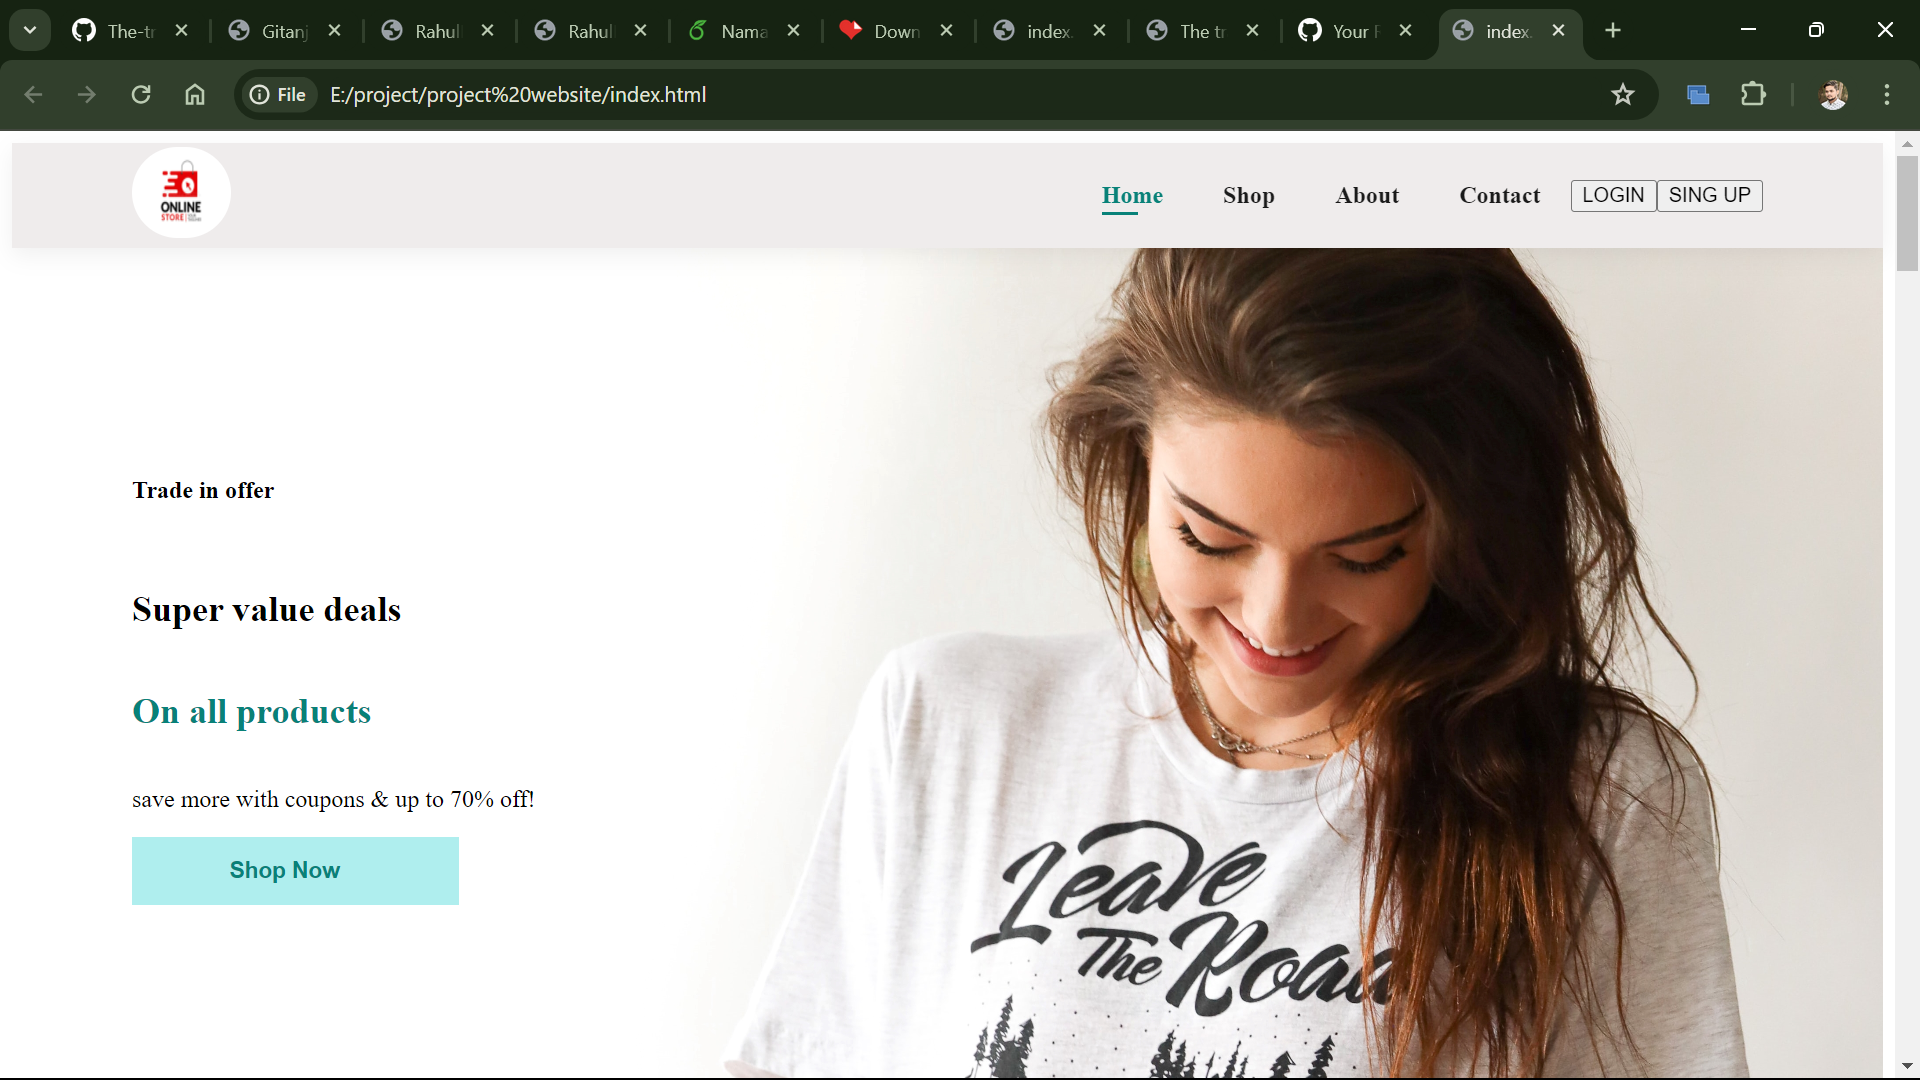 The-tr
Gitanj
Rahul
Rahul
Nama
Down
index.
The tr
Your R
index.
File
E:/project/project%20website/index.html
ONLINE
STORE
Home
Shop
About
Contact
LOGIN
SING UP
Trade in offer
Super value deals
On all products
save more with coupons & up to 70% off!
Shop Now
Leave
The Road